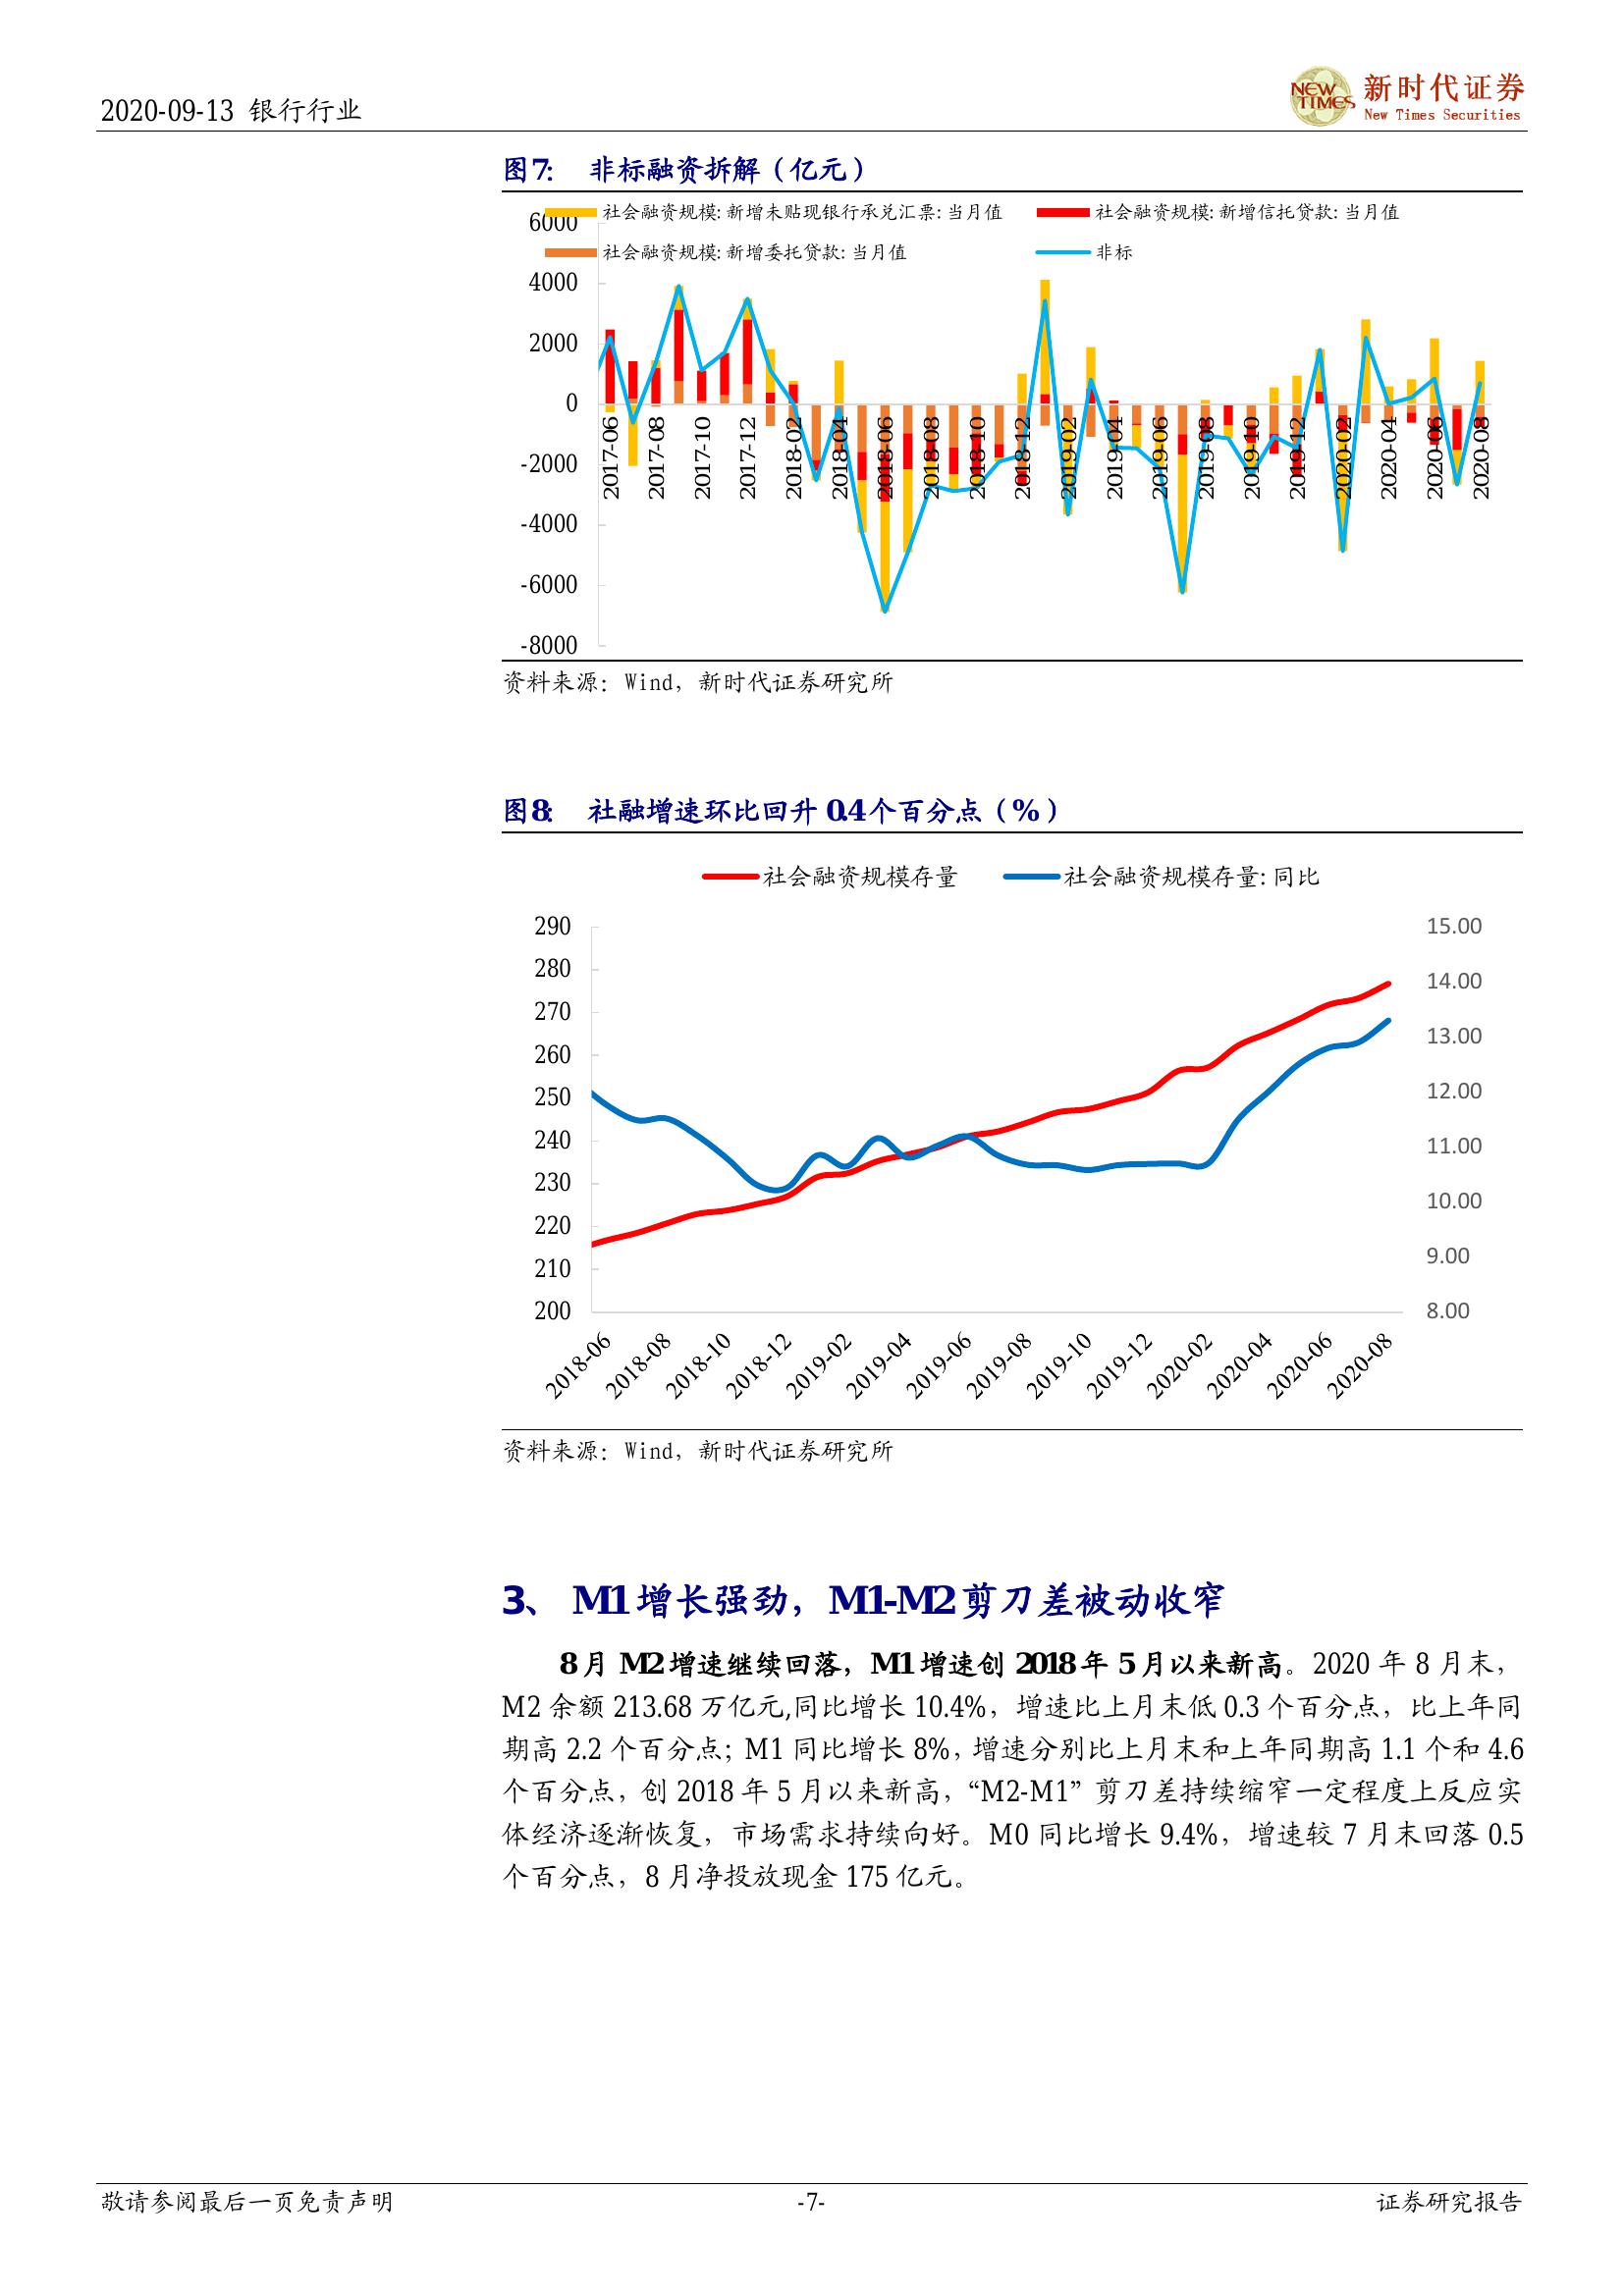 2020-09-13 银行行业
NEW TIMES
新时代证券
New Times Securities
图7: 非标融资拆解（亿元）
社会融资规模:新增未贴现银行承兑汇票:当月值
社会融资规模:新增信托贷款:当月值
社会融资规模:新增委托贷款:当月值
非标
6000
4000
2000
0
-2000
-4000
-6000
-8000
2017-06
2017-08
2017-10
2017-12
2018-02
2018-04
2018-06
2018-08
2018-10
2018-12
2019-02
2019-04
2019-06
2019-08
2019-10
2019-12
2020-02
2020-04
2020-06
2020-08
资料来源：Wind，新时代证券研究所
图8: 社融增速环比回升 0.4个百分点（%）
社会融资规模存量
社会融资规模存量:同比
290
280
270
260
250
240
230
220
210
200
15.00
14.00
13.00
12.00
11.00
10.00
9.00
8.00
2018-06
2018-08
2018-10
2018-12
2019-02
2019-04
2019-06
2019-08
2019-10
2019-12
2020-02
2020-04
2020-06
2020-08
资料来源：Wind，新时代证券研究所
3、 M1增长强劲，M1-M2剪刀差被动收窄
8月 M2增速继续回落，M1增速创 2018年 5月以来新高。2020 年 8 月末，
M2 余额 213.68 万亿元,同比增长 10.4%，增速比上月末低 0.3 个百分点，比上年同
期高 2.2 个百分点；M1 同比增长 8%，增速分别比上月末和上年同期高 1.1 个和 4.6
个百分点，创 2018 年 5 月以来新高，“M2-M1”剪刀差持续缩窄一定程度上反应实
体经济逐渐恢复，市场需求持续向好。M0 同比增长 9.4%，增速较 7 月末回落 0.5
个百分点，8 月净投放现金 175 亿元。
敬请参阅最后一页免责声明
-7-
证券研究报告